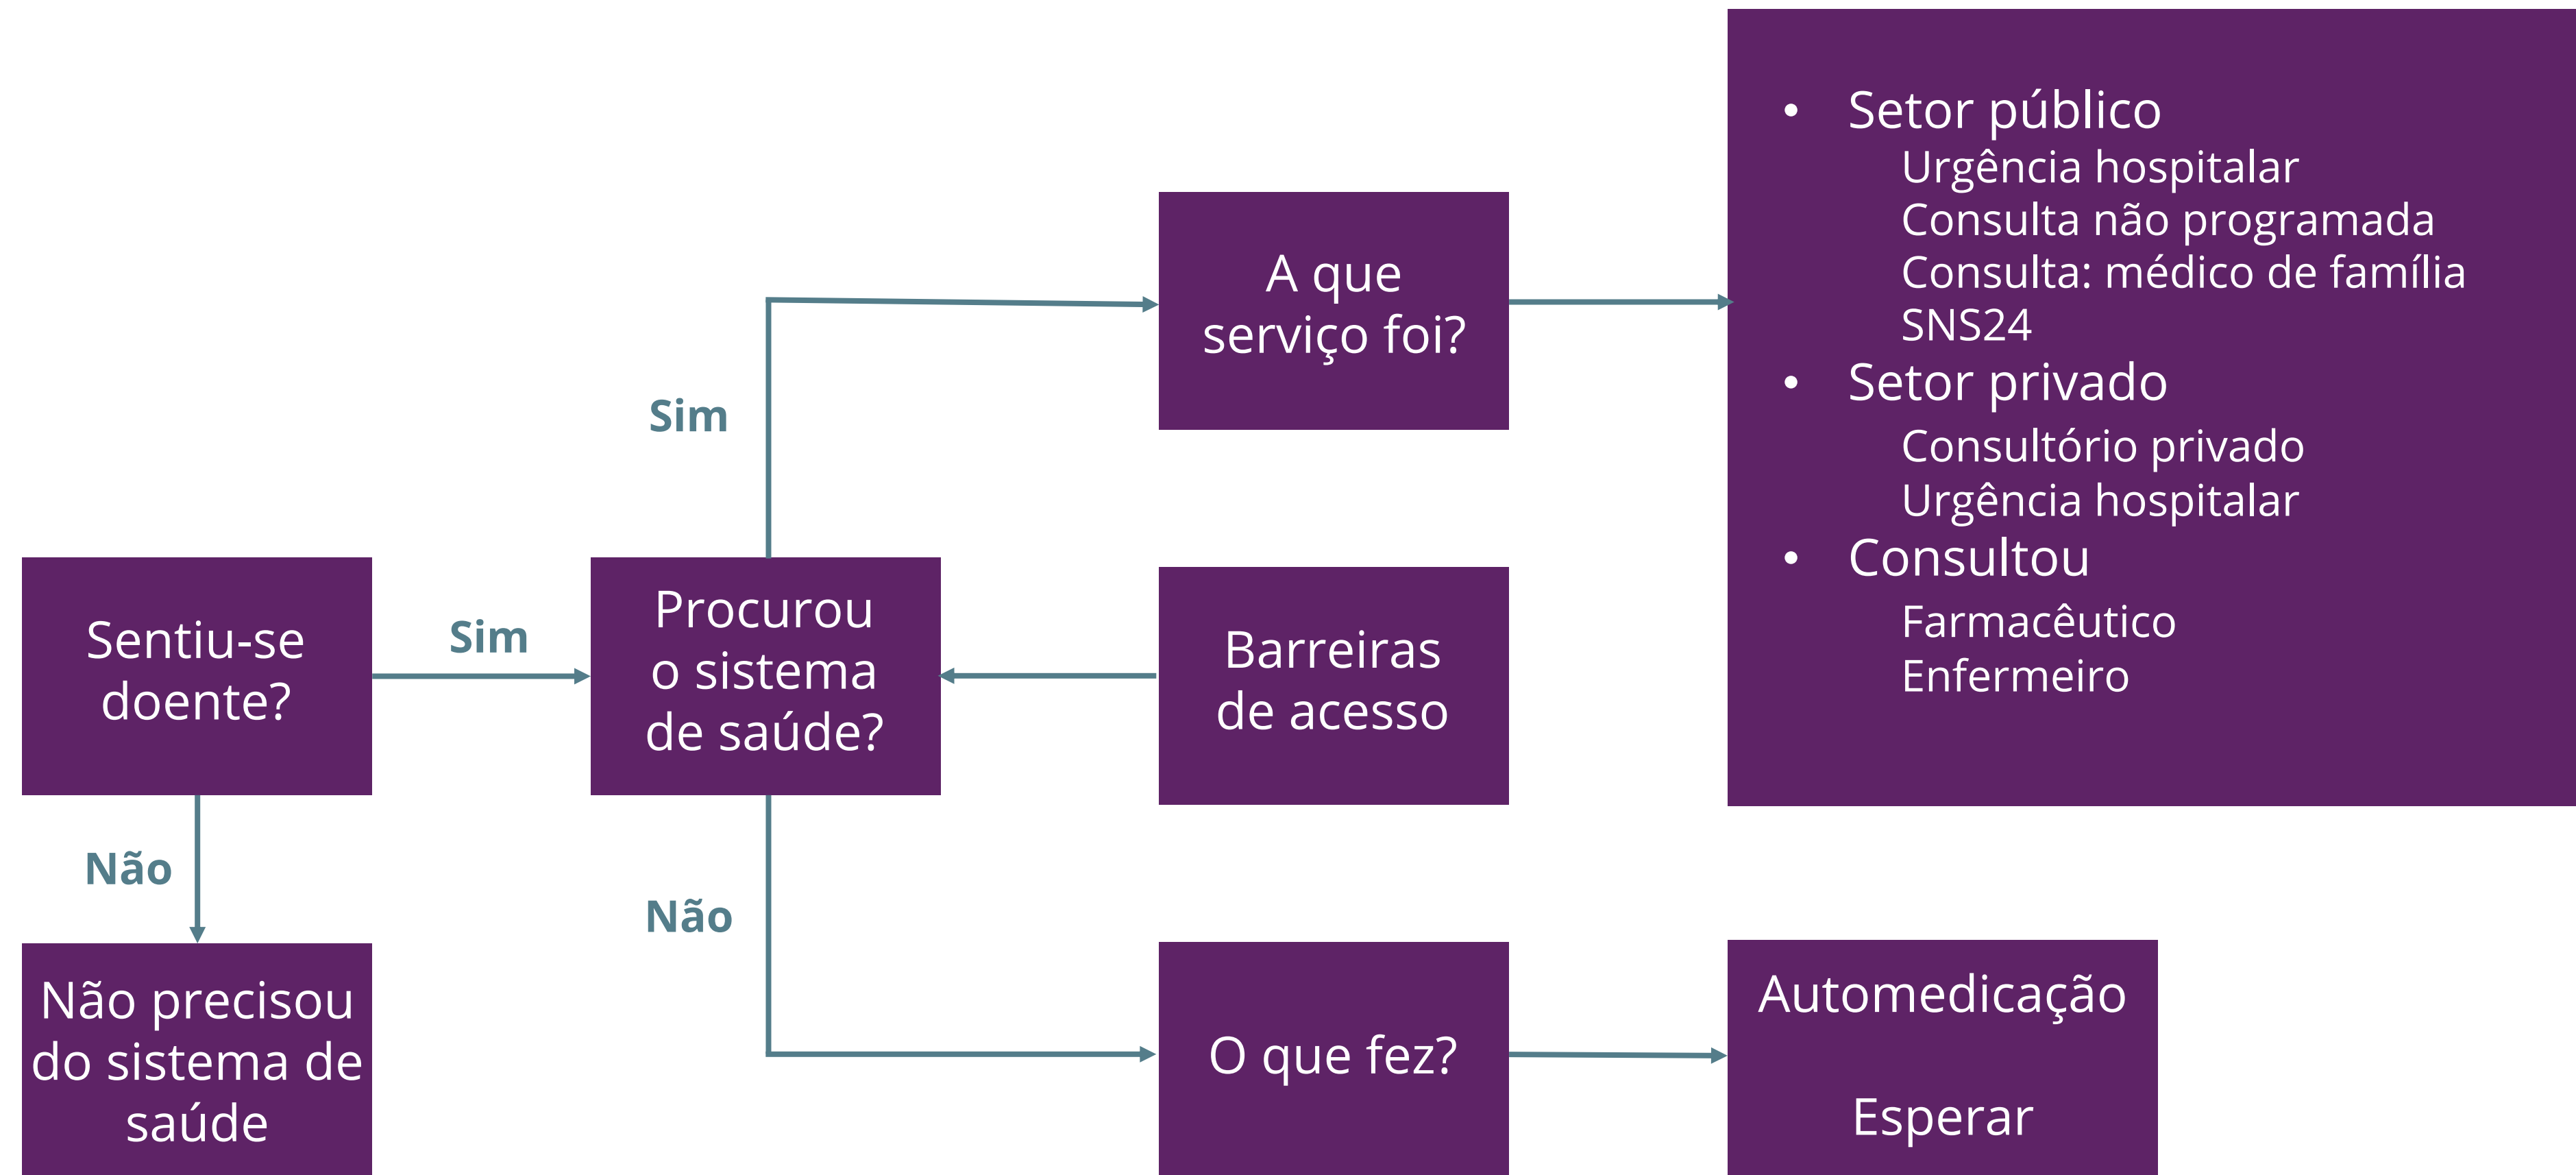 Sentiu-se
doente?
Sim
Não
Não precisou
do sistema de
saúde
Procurou
o sistema
de saúde?
Sim
Não
A que
serviço foi?
Barreiras
de acesso
O que fez?
• Setor público
Urgência hospitalar
Consulta não programada
Consulta: médico de família
SNS24
• Setor privado
Consultório privado
Urgência hospitalar
• Consultou
Farmacêutico
Enfermeiro
Automedicação
Esperar